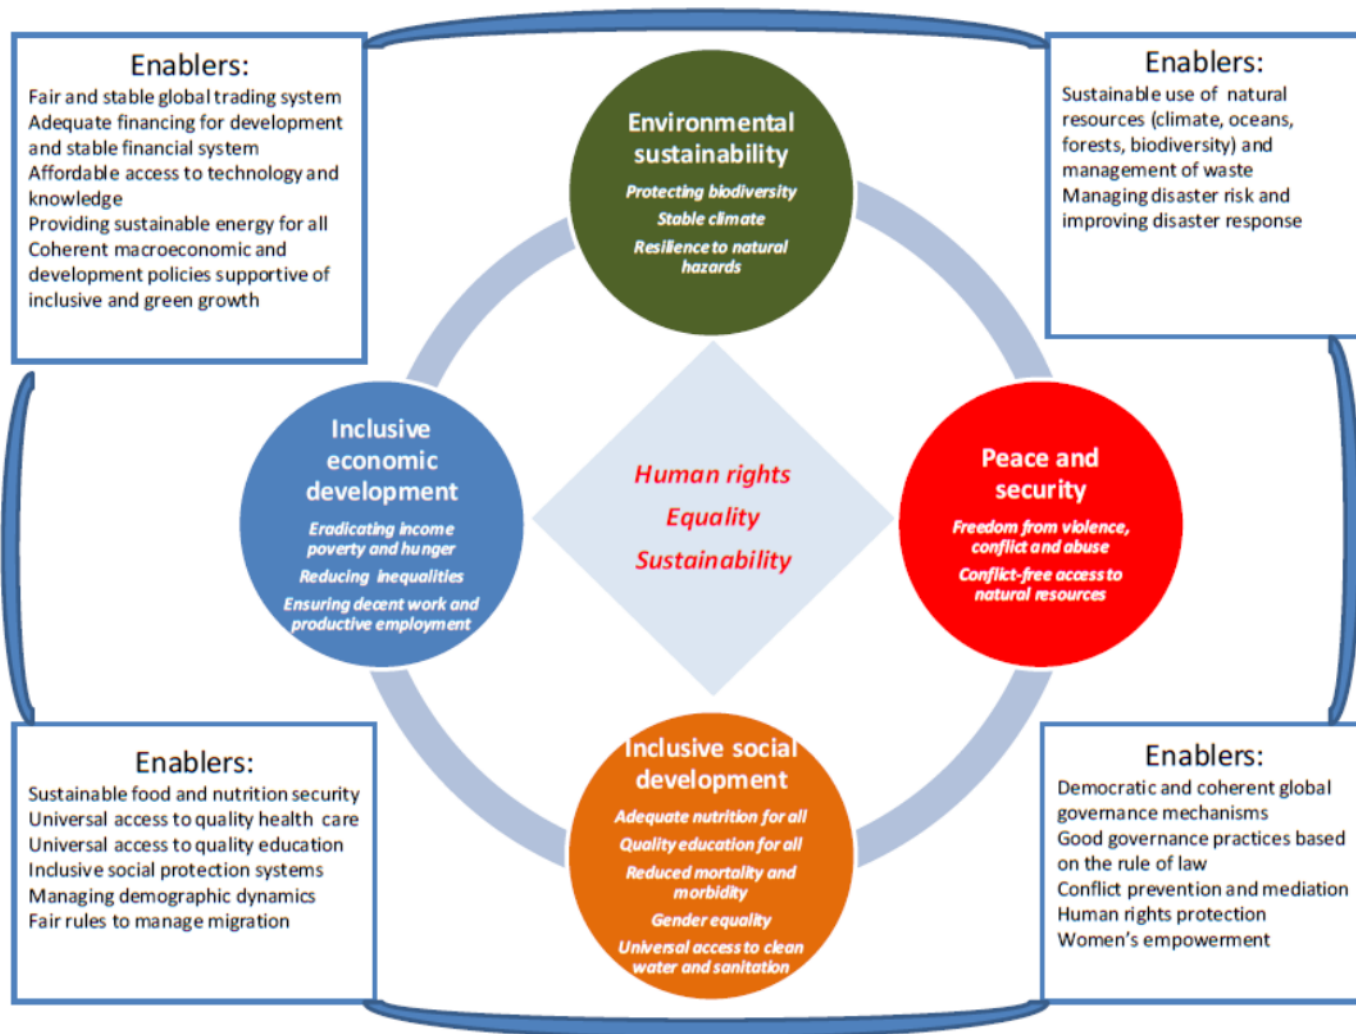 Enablers:
Fair and stable global trading system
Adequate financing for development
and stable financial system
Affordable access to technology and
knowledge
Providing sustainable energy for all
Coherent macroeconomic and
development policies supportive of
inclusive and green growth
Environmental
sustainability
Protecting biodiversity
Stable climate
Resilience to natural
hazards
Enablers:
Sustainable use of natural
resources (climate, oceans,
forests, biodiversity) and
management of waste
Managing disaster risk and
improving disaster response
Inclusive
economic
development
Eradicating income
poverty and hunger
Reducing inequalities
Ensuring decent work and
productive employment
Human rights
Equality
Sustainability
Peace and
security
Freedom from violence,
conflict and abuse
Conflict-free access to
natural resources
Enablers:
Sustainable food and nutrition security
Universal access to quality health care
Universal access to quality education
Inclusive social protection systems
Managing demographic dynamics
Fair rules to manage migration
Inclusive social
development
Adequate nutrition for all
Quality education for all
Reduced mortality and
morbidity
Gender equality
Universal access to clean
water and sanitation
Enablers:
Democratic and coherent global
governance mechanisms
Good governance practices based
on the rule of law
Conflict prevention and mediation
Human rights protection
Women's empowerment